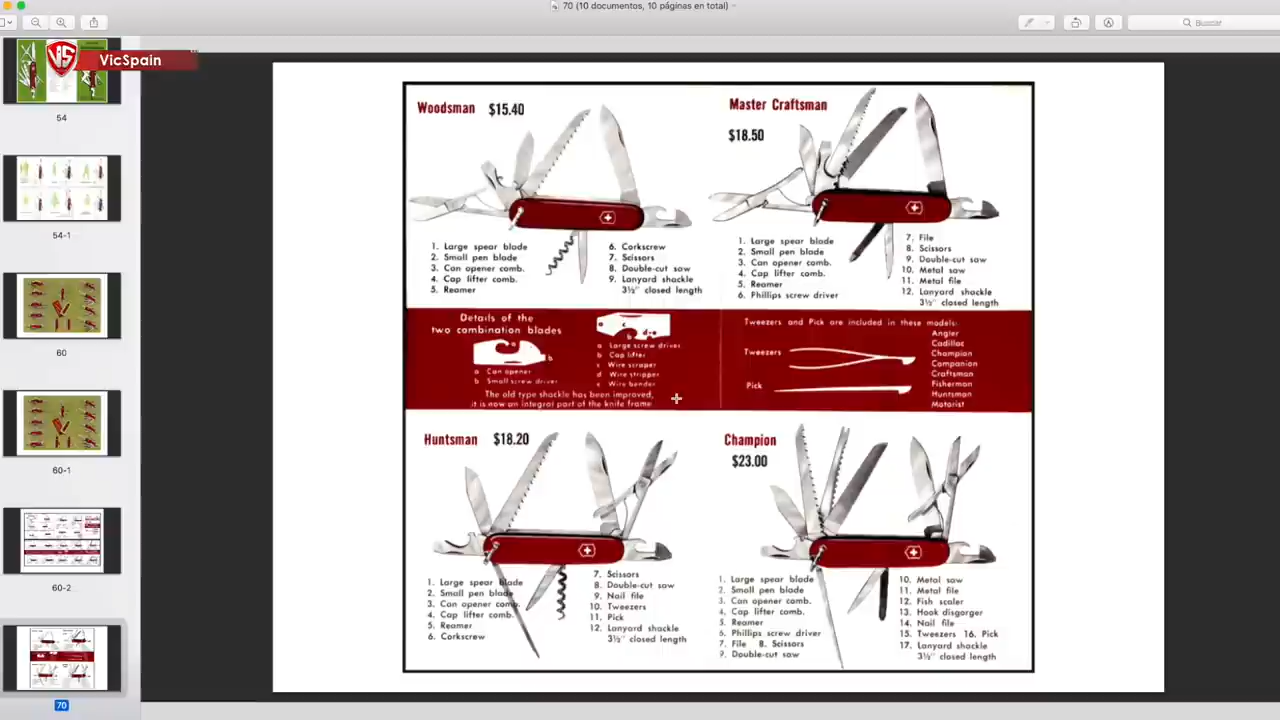 70 (10 documentos, 10 páginas en total)
Buscar
VIS
VicSpain
54
54-1
60
60-1
60-2
70
Woodsman $15.40
1. Large spear blade
2. Small pen blade
3. Can opener comb.
4. Cap lifter comb.
5. Reamer
6. Corkscrew
7. Scissors
8. Double-cut saw
9. Lanyard shackle
3½" closed length
Master Craftsman
$18.50
1. Large spear blade
2. Small pen blade
3. Can opener comb.
4. Cap lifter comb.
5. Reamer
6. Phillips screw driver
7. File
8. Scissors
9. Double-cut saw
10. Metal saw
11. Metal file
12. Lanyard shackle
3½" closed length
Details of the
two combination blades
a
b
a Can opener
b Small screw driver
a Large screw driver
b Cap lifter
c Wire scraper
d Wire stripper
e Wire bender
The old type shackle has been improved,
it is now an integral part of the knife frame
Tweezers and Pick are included in these models:
Tweezers
Pick
Angler
Cadillac
Champion
Companion
Craftsman
Fisherman
Huntsman
Motorist
Huntsman $18.20
1. Large spear blade
2. Small pen blade
3. Can opener comb.
4. Cap lifter comb.
5. Reamer
6. Corkscrew
7. Scissors
8. Double-cut saw
9. Nail file
10. Tweezers
11. Pick
12. Lanyard shackle
3½" closed length
Champion
$23.00
1. Large spear blade
2. Small pen blade
3. Can opener comb.
4. Cap lifter comb.
5. Reamer
6. Phillips screw driver
7. File 8. Scissors
9. Double-cut saw
10. Metal saw
11. Metal file
12. Fish scaler
13. Hook disgorger
14. Nail file
15. Tweezers 16. Pick
17. Lanyard shackle
3½" closed length